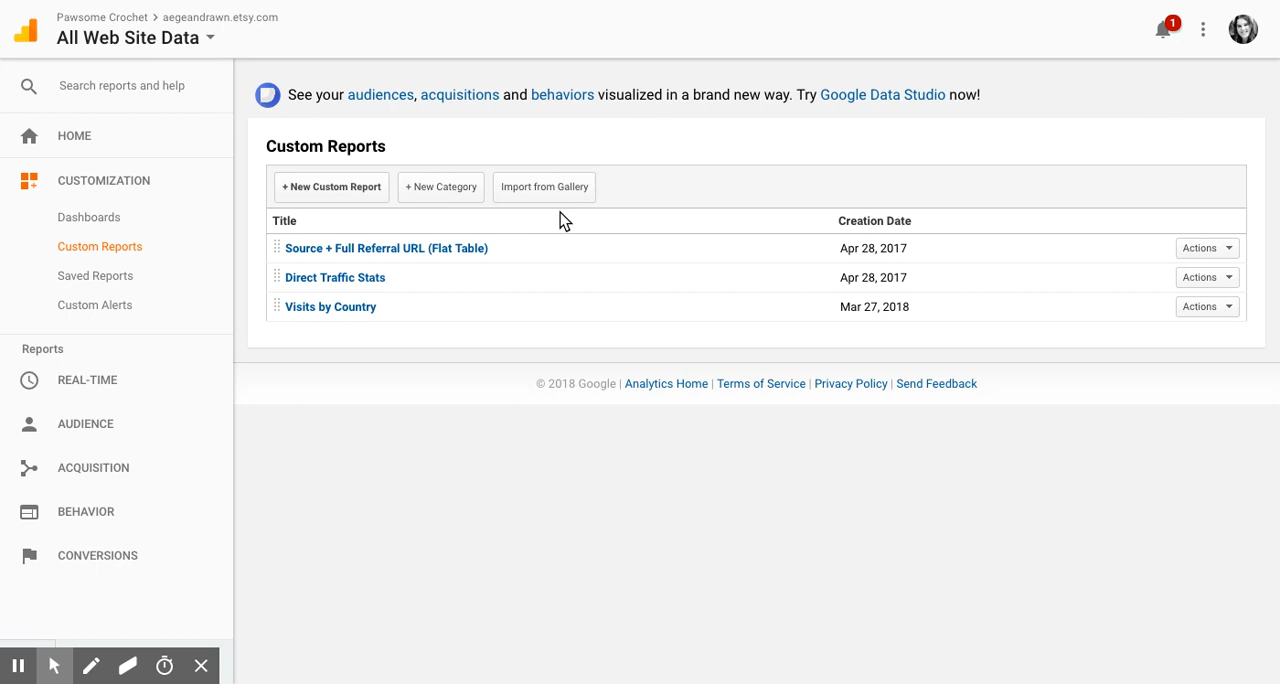 Pawsome Crochet > aegeandrawn.etsy.com
All Web Site Data
1
Search reports and help
HOME
CUSTOMIZATION
Dashboards
Custom Reports
Saved Reports
Custom Alerts
Reports
REAL-TIME
AUDIENCE
ACQUISITION
BEHAVIOR
CONVERSIONS
See your audiences, acquisitions and behaviors visualized in a brand new way. Try Google Data Studio now!
Custom Reports
+ New Custom Report + New Category Import from Gallery
Title Creation Date
Source + Full Referral URL (Flat Table) Apr 28, 2017 Actions
Direct Traffic Stats Apr 28, 2017 Actions
Visits by Country Mar 27, 2018 Actions
© 2018 Google | Analytics Home | Terms of Service | Privacy Policy | Send Feedback